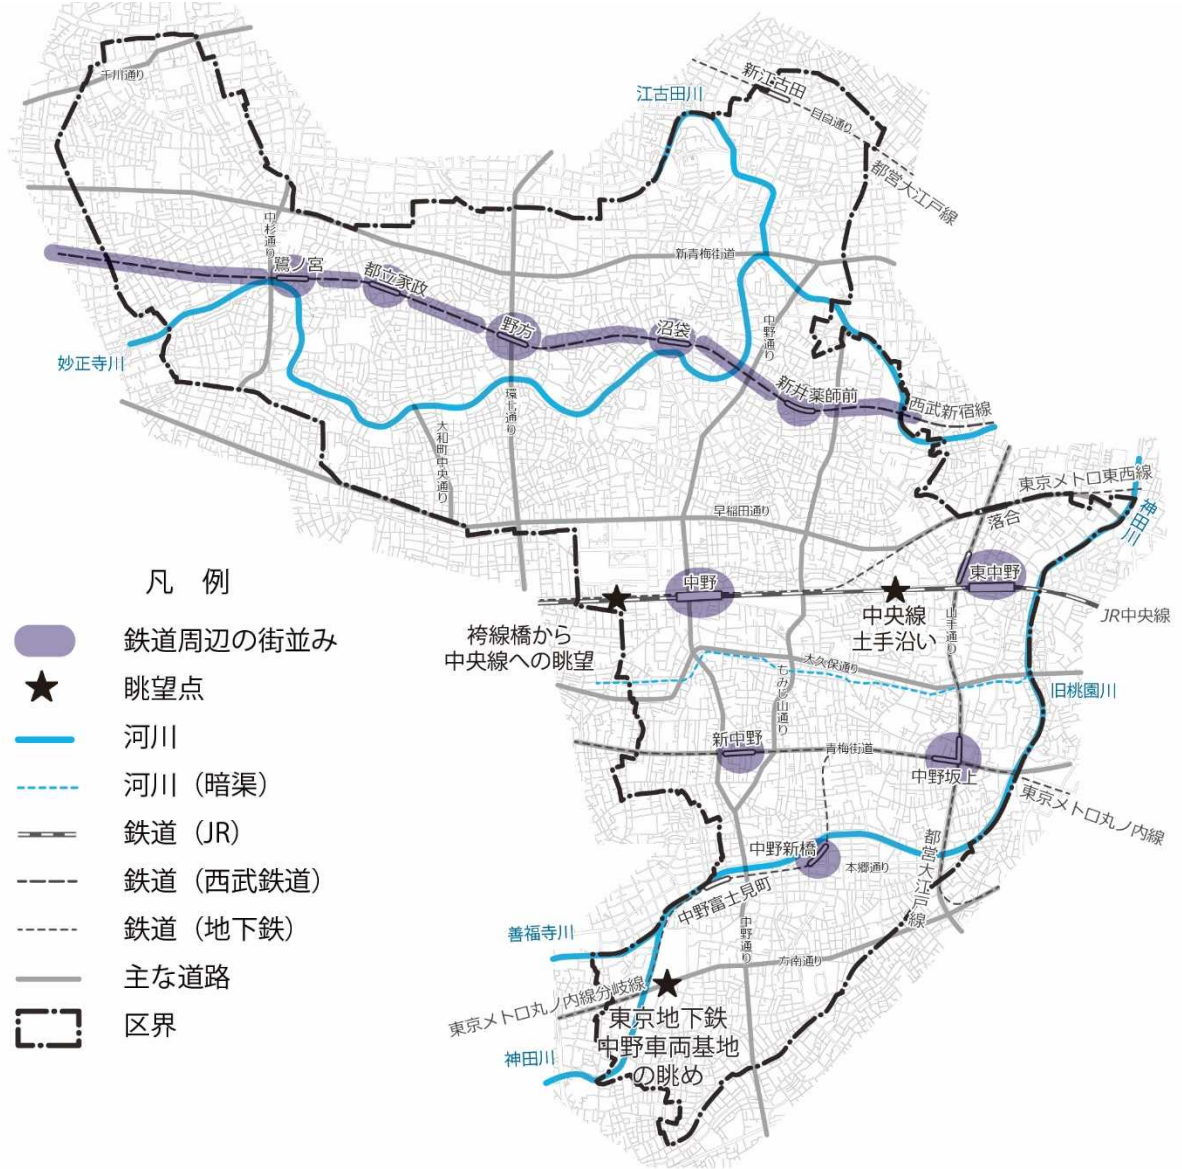 千川通り
新江古田
江古田川
目白通り
都営大江戸線
中杉通り
新青梅街道
鷺ノ宮
都立家政
野方
沼袋
中野通り
妙正寺川
新井薬師前
西武新宿線
環七通り
大和町中央通り
東京メトロ東西線
早稲田通り
落合
神田川
凡 例
鉄道周辺の街並み
眺望点
河川
河川（暗渠）
鉄道（JR）
鉄道（西武鉄道）
鉄道（地下鉄）
主な道路
区界
中野
東中野
JR中央線
袴線橋から
中央線への眺望
中央線
土手沿い
山手通り
大久保通り
もみじ山通り
旧桃園川
新中野
青梅街道
中野坂上
東京メトロ丸ノ内線
中野新橋
本郷通り
都営大江戸線
中野富士見町
中野通り
善福寺川
方南通り
東京メトロ丸ノ内線分岐線
東京地下鉄
中野車両基地
の眺め
神田川